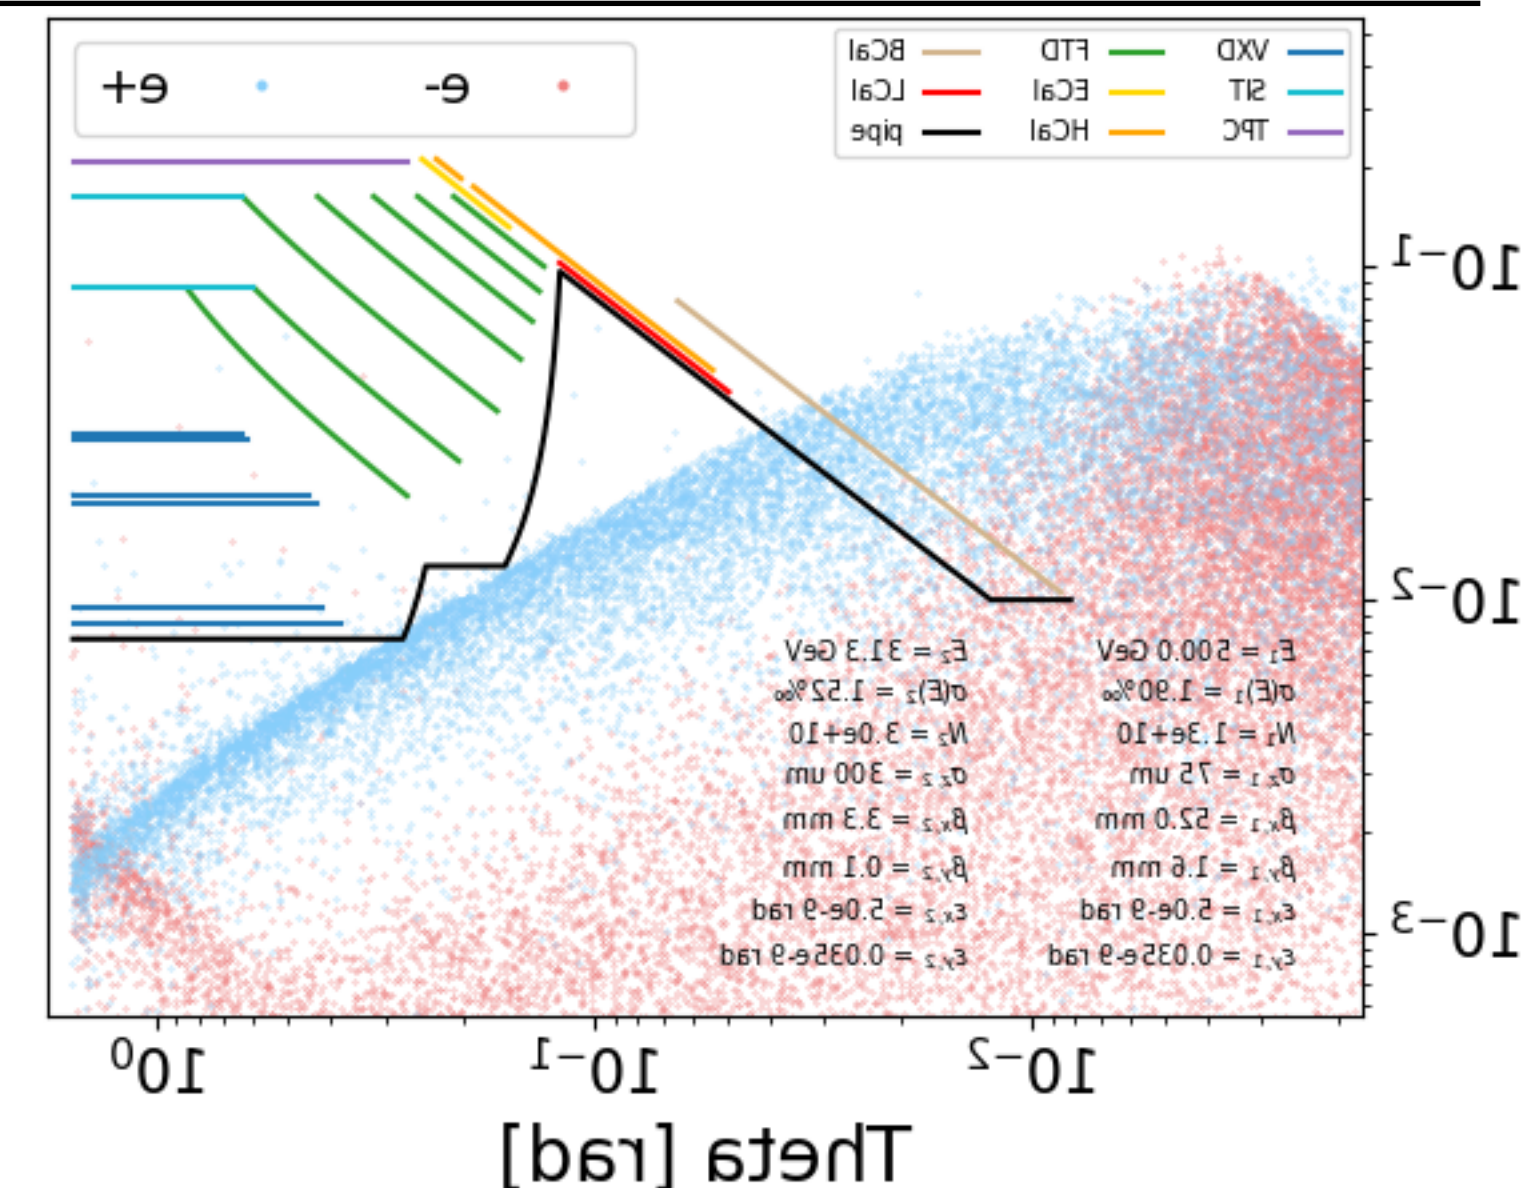 VXD FTD BCal
SIT ECal LCal
TPC HCal pipe
e- e+
10⁻¹
10⁻²
10⁻³
E₁ = 500.0 GeV E₂ = 31.3 GeV
σ(E)₁ = 1.90‰ σ(E)₂ = 1.52‰
N₁ = 1.3e+10 N₂ = 3.0e+10
σz,1 = 75 um σz,2 = 300 um
βx,1 = 52.0 mm βx,2 = 3.3 mm
βy,1 = 1.6 mm βy,2 = 0.1 mm
εx,1 = 5.0e-9 rad εx,2 = 5.0e-9 rad
εy,1 = 0.035e-9 rad εy,2 = 0.035e-9 rad
10⁻² 10⁻¹ 10⁰
Theta [rad]